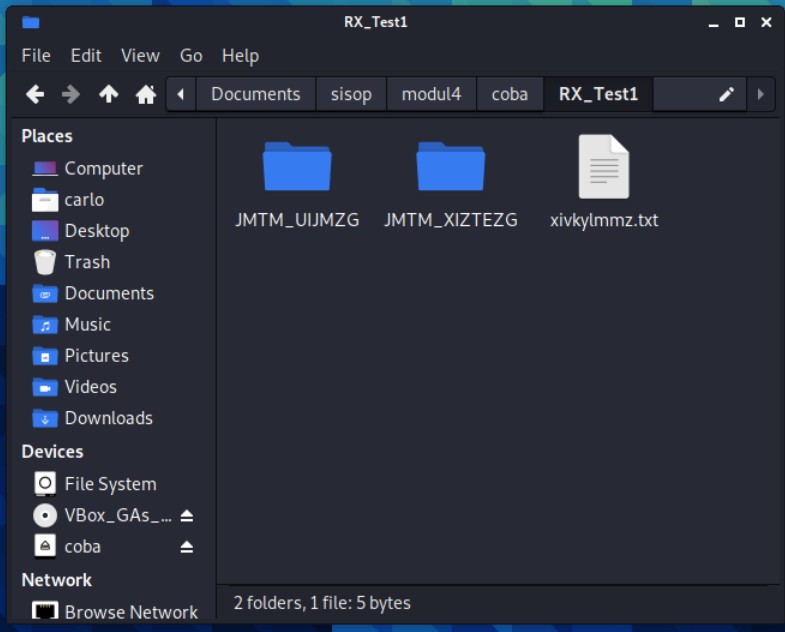 RX_Test1
File Edit View Go Help
Documents sisop modul4 coba RX_Test1
Places
Computer
carlo
Desktop
Trash
Documents
Music
Pictures
Videos
Downloads
Devices
File System
VBox_GAs_...
coba
Network
Browse Network
JMTM_UIJMZG JMTM_XIZTEZG xivkylmmz.txt
2 folders, 1 file: 5 bytes